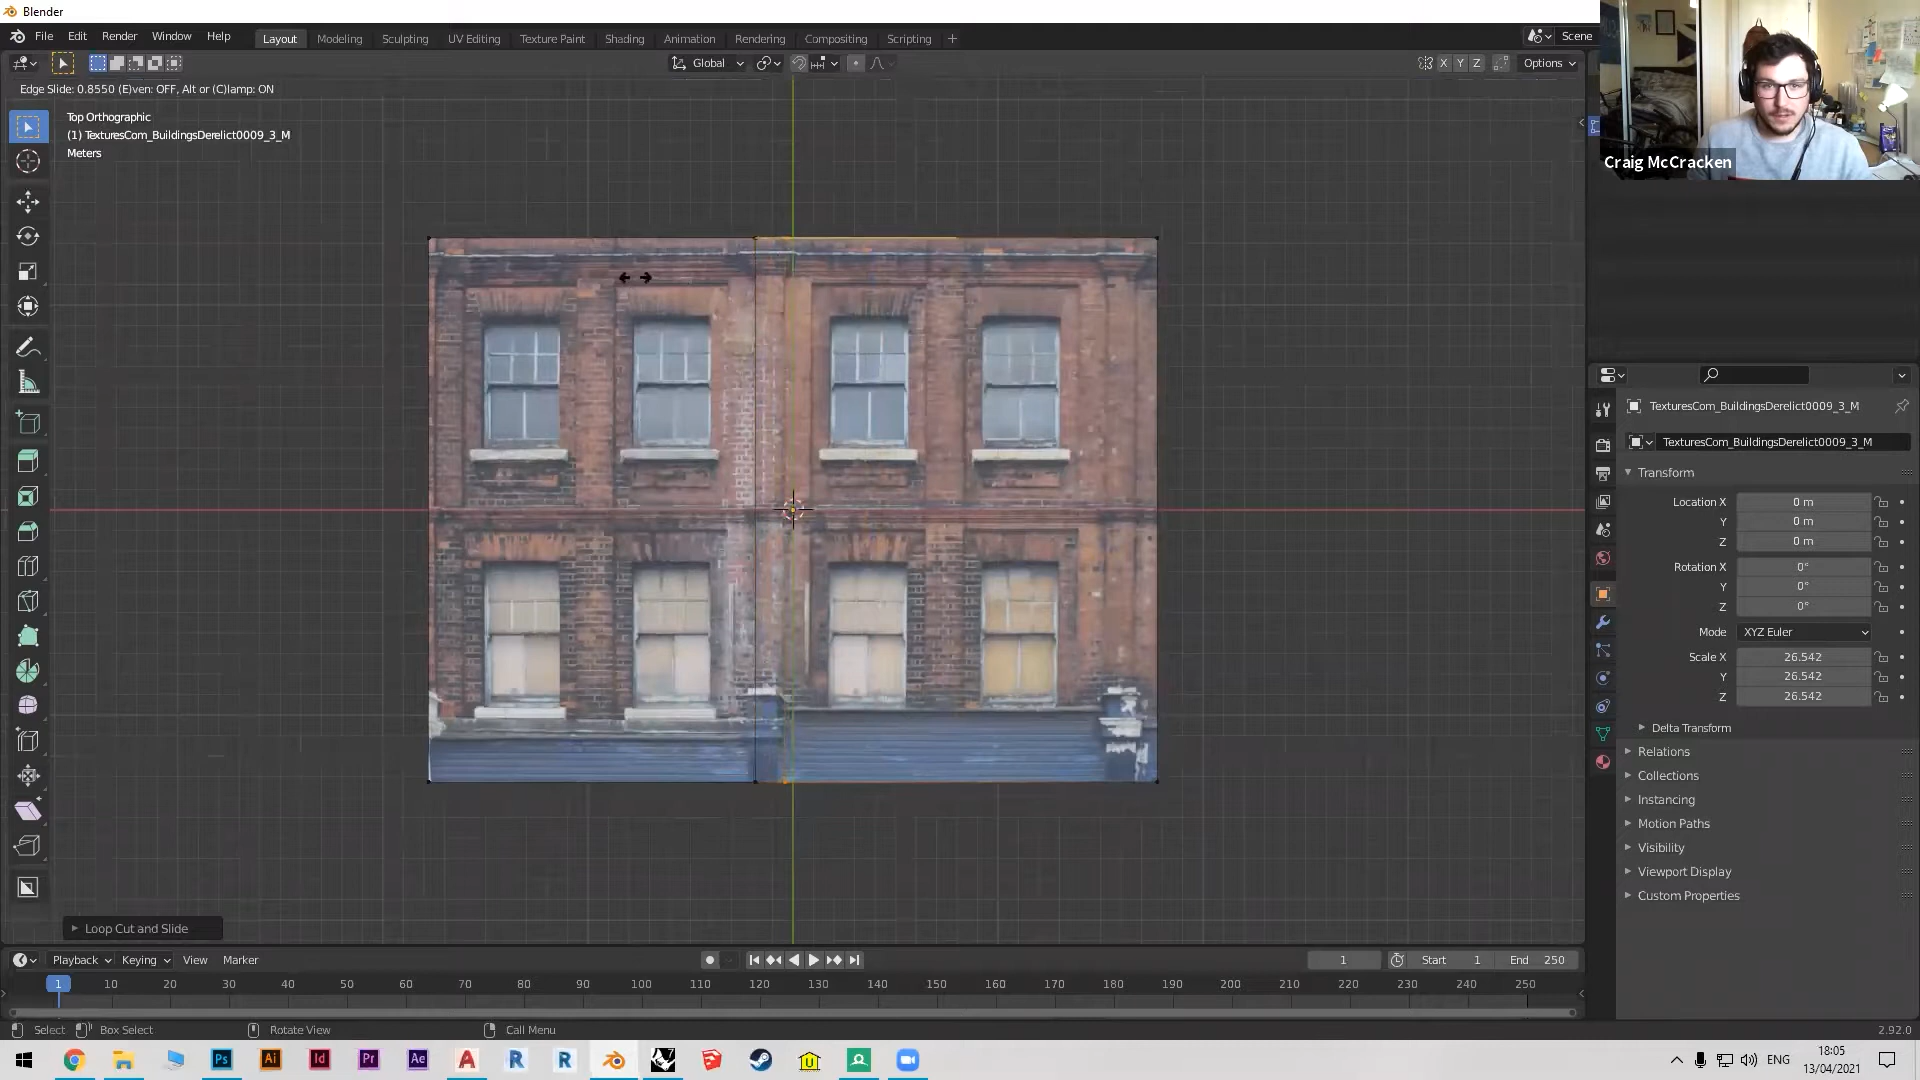 Blender
File Edit Render Window Help Layout Modeling Sculpting UV Editing Texture Paint Shading Animation Rendering Compositing Scripting + Scene
Global X Y Z Options
Edge Slide: 0.8550 (E)ven: OFF, Alt or (C)lamp: ON
Top Orthographic
(1) TexturesCom_BuildingsDerelict0009_3_M
Meters
Craig McCracken
TexturesCom_BuildingsDerelict0009_3_M
TexturesCom_BuildingsDerelict0009_3_M
Transform
Location X 0 m
Y 0 m
Z 0 m
Rotation X 0°
Y 0°
Z 0°
Mode XYZ Euler
Scale X 26.542
Y 26.542
Z 26.542
Delta Transform
Relations
Collections
Instancing
Motion Paths
Visibility
Viewport Display
Custom Properties
Loop Cut and Slide
Playback Keying View Marker 1 Start 1 End 250
1 10 20 30 40 50 60 70 80 90 100 110 120 130 140 150 160 170 180 190 200 210 220 230 240 250
Select Box Select Rotate View Call Menu 2.92.0
Ps Ai Id Pr Ae A R R ENG 18:05
13/04/2021